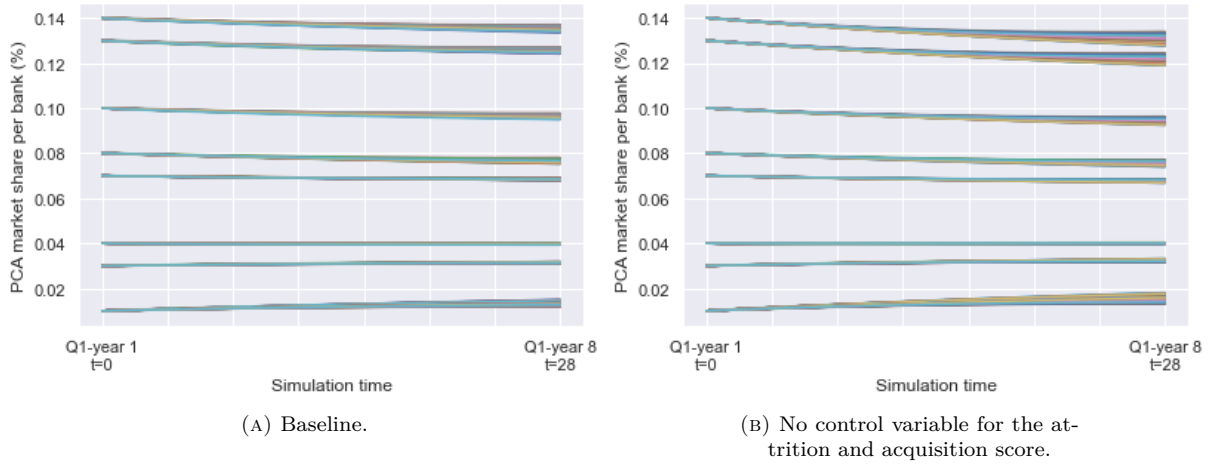 PCA market share per bank (%)
0.14
0.12
0.10
0.08
0.06
0.04
0.02
Q1-year 1
t=0
Q1-year 8
t=28
Simulation time
(A) Baseline.
PCA market share per bank (%)
0.14
0.12
0.10
0.08
0.06
0.04
0.02
Q1-year 1
t=0
Q1-year 8
t=28
Simulation time
(B) No control variable for the at-
trition and acquisition score.